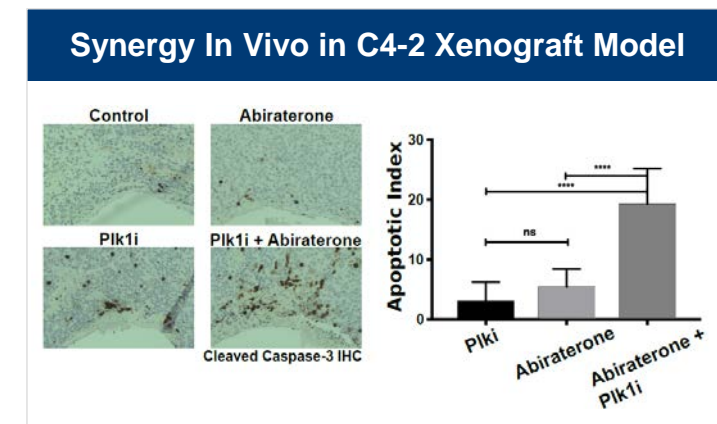 Synergy In Vivo in C4-2 Xenograft Model
Control
Abiraterone
Plk1i
Plk1i + Abiraterone
Cleaved Caspase-3 IHC
Apoptotic Index
30
20
10
0
****
****
ns
Plki
Abiraterone
Abiraterone +
Plk1i